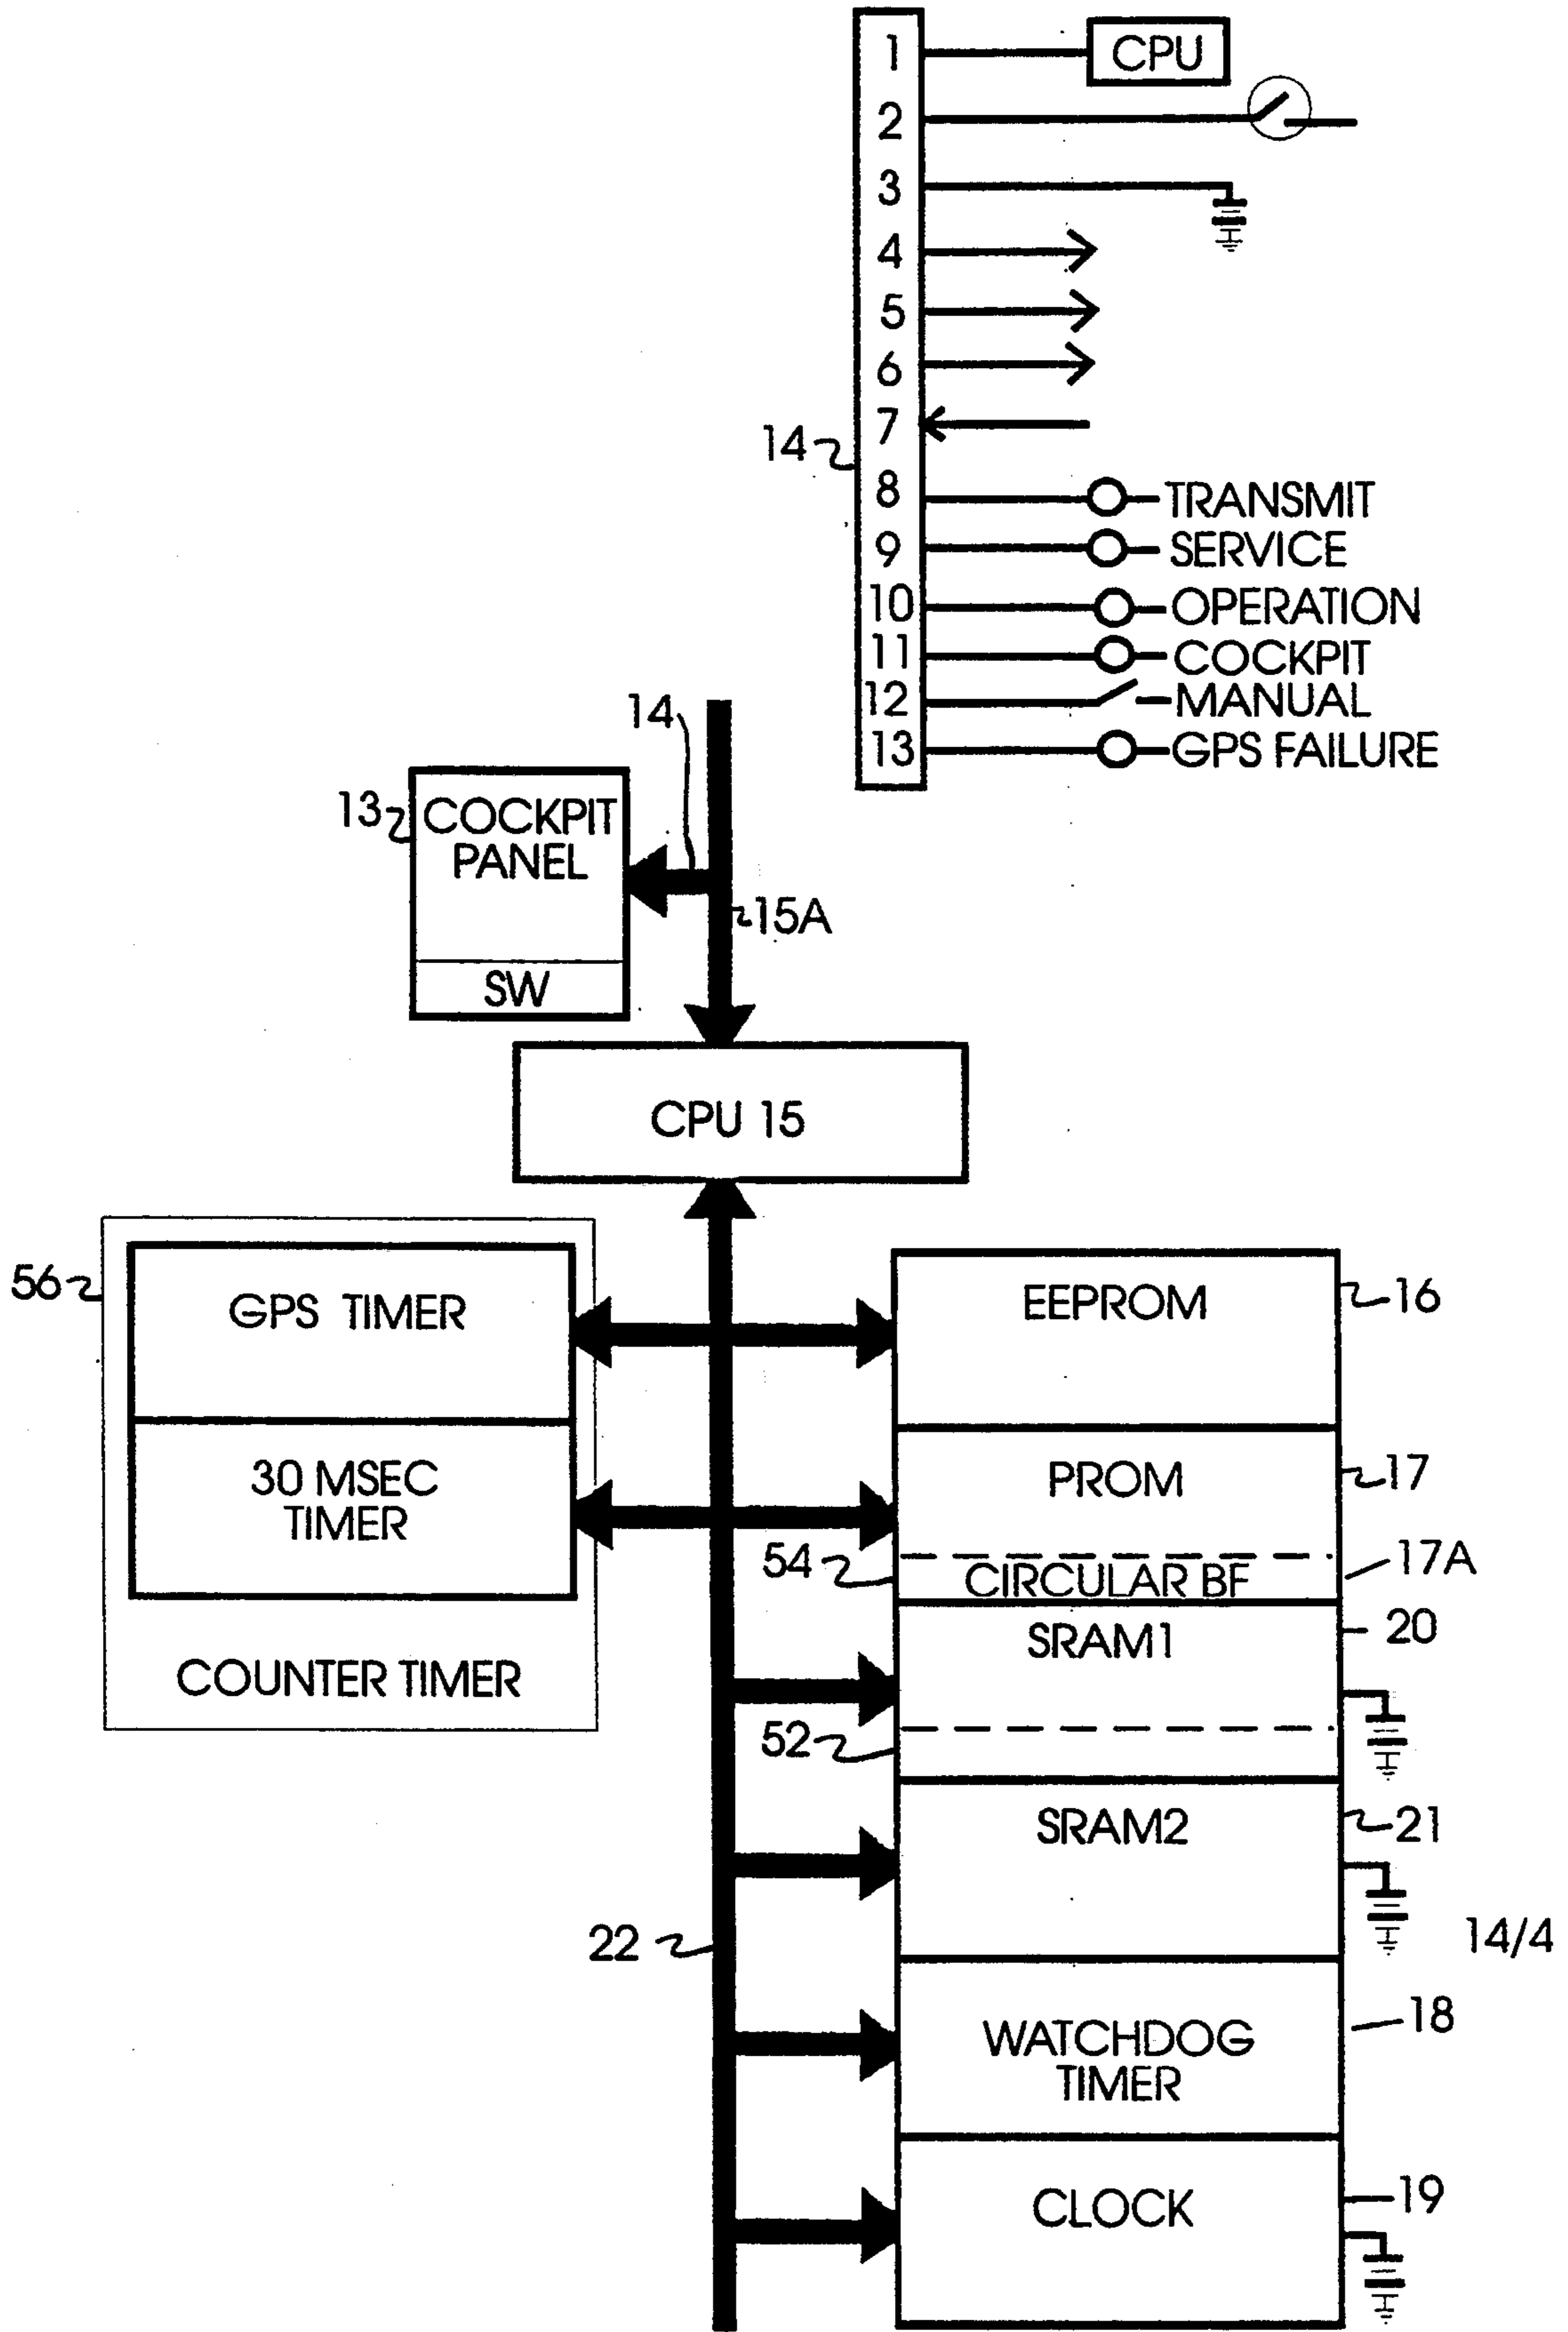 1 CPU
2
3
4
5
6
7
14
8 TRANSMIT
9 SERVICE
10 OPERATION
11 COCKPIT
12 MANUAL
13 GPS FAILURE
14
13
COCKPIT
PANEL
SW
15A
CPU 15
56
GPS TIMER
30 MSEC
TIMER
COUNTER TIMER
EEPROM
16
PROM
17
54
CIRCULAR BF
17A
SRAM1
20
52
SRAM2
21
22
14/4
WATCHDOG
TIMER
18
CLOCK
19